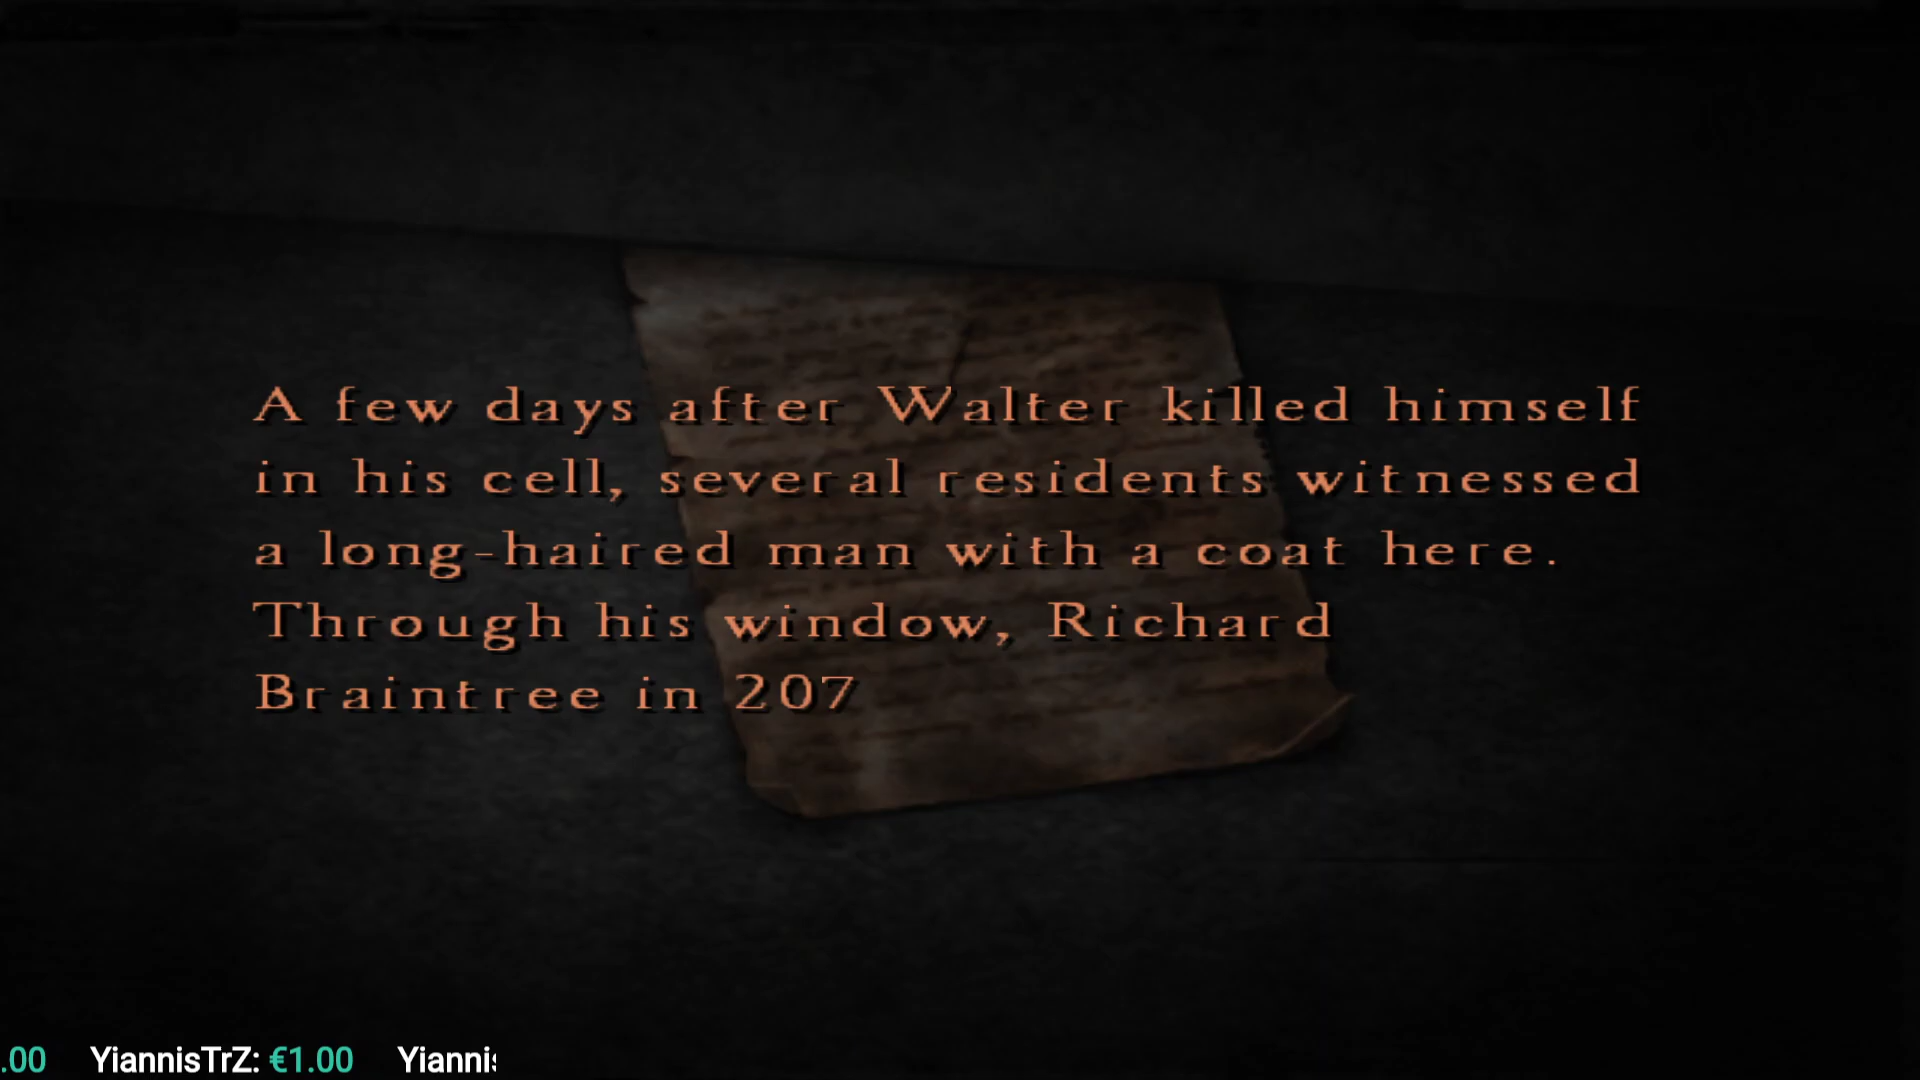 A few days after Walter killed himself
in his cell, several residents witnessed
a long-haired man with a coat here.
Through his window, Richard
Braintree in 207
.00 YiannisTrZ: €1.00 Yiannis